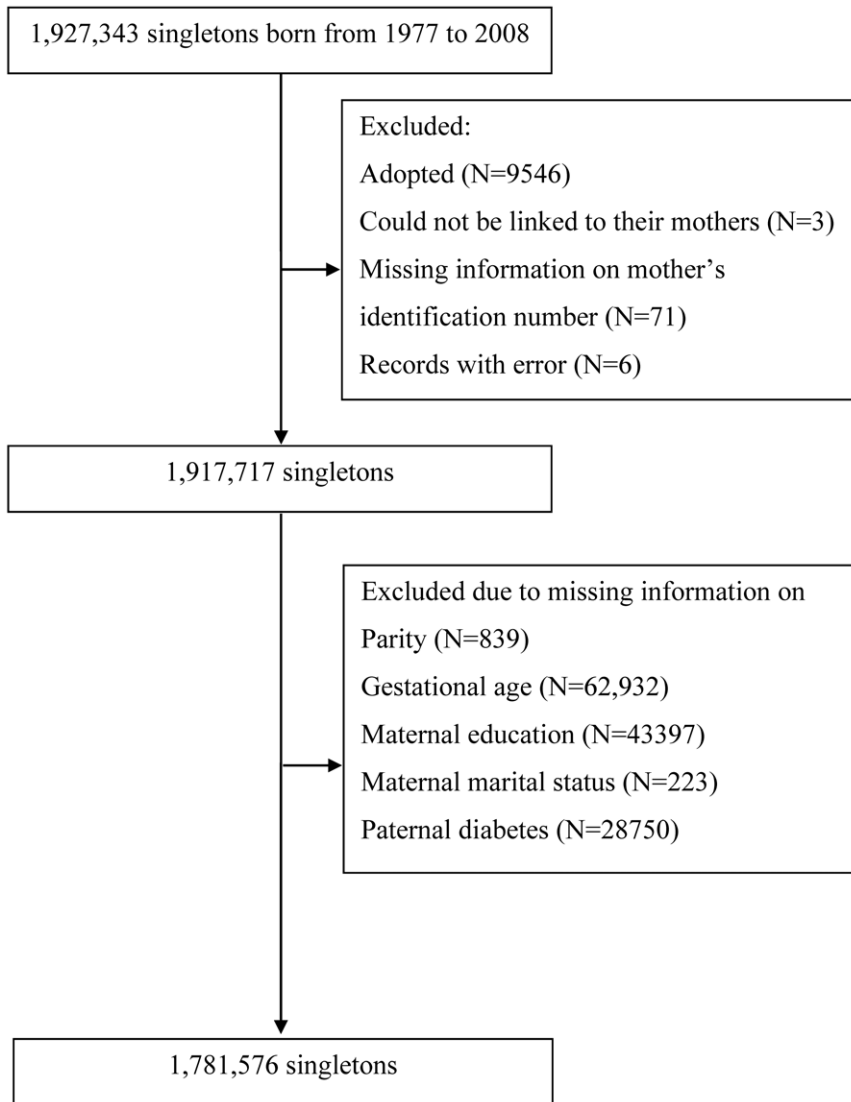 1,927,343 singletons born from 1977 to 2008
Excluded:
Adopted (N=9546)
Could not be linked to their mothers (N=3)
Missing information on mother’s
identification number (N=71)
Records with error (N=6)
1,917,717 singletons
Excluded due to missing information on
Parity (N=839)
Gestational age (N=62,932)
Maternal education (N=43397)
Maternal marital status (N=223)
Paternal diabetes (N=28750)
1,781,576 singletons